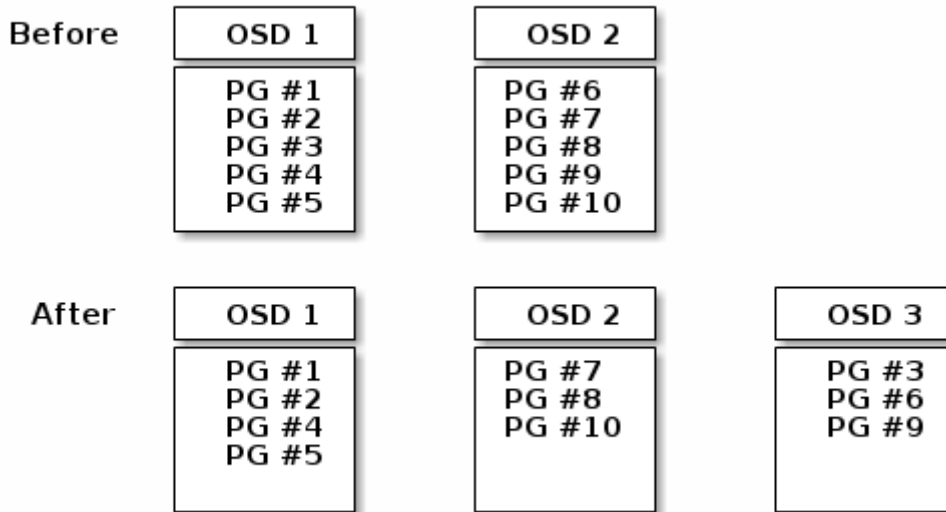 Before
OSD 1
OSD 2
PG #1
PG #2
PG #3
PG #4
PG #5
PG #6
PG #7
PG #8
PG #9
PG #10
After
OSD 1
OSD 2
OSD 3
PG #1
PG #2
PG #4
PG #5
PG #7
PG #8
PG #10
PG #3
PG #6
PG #9